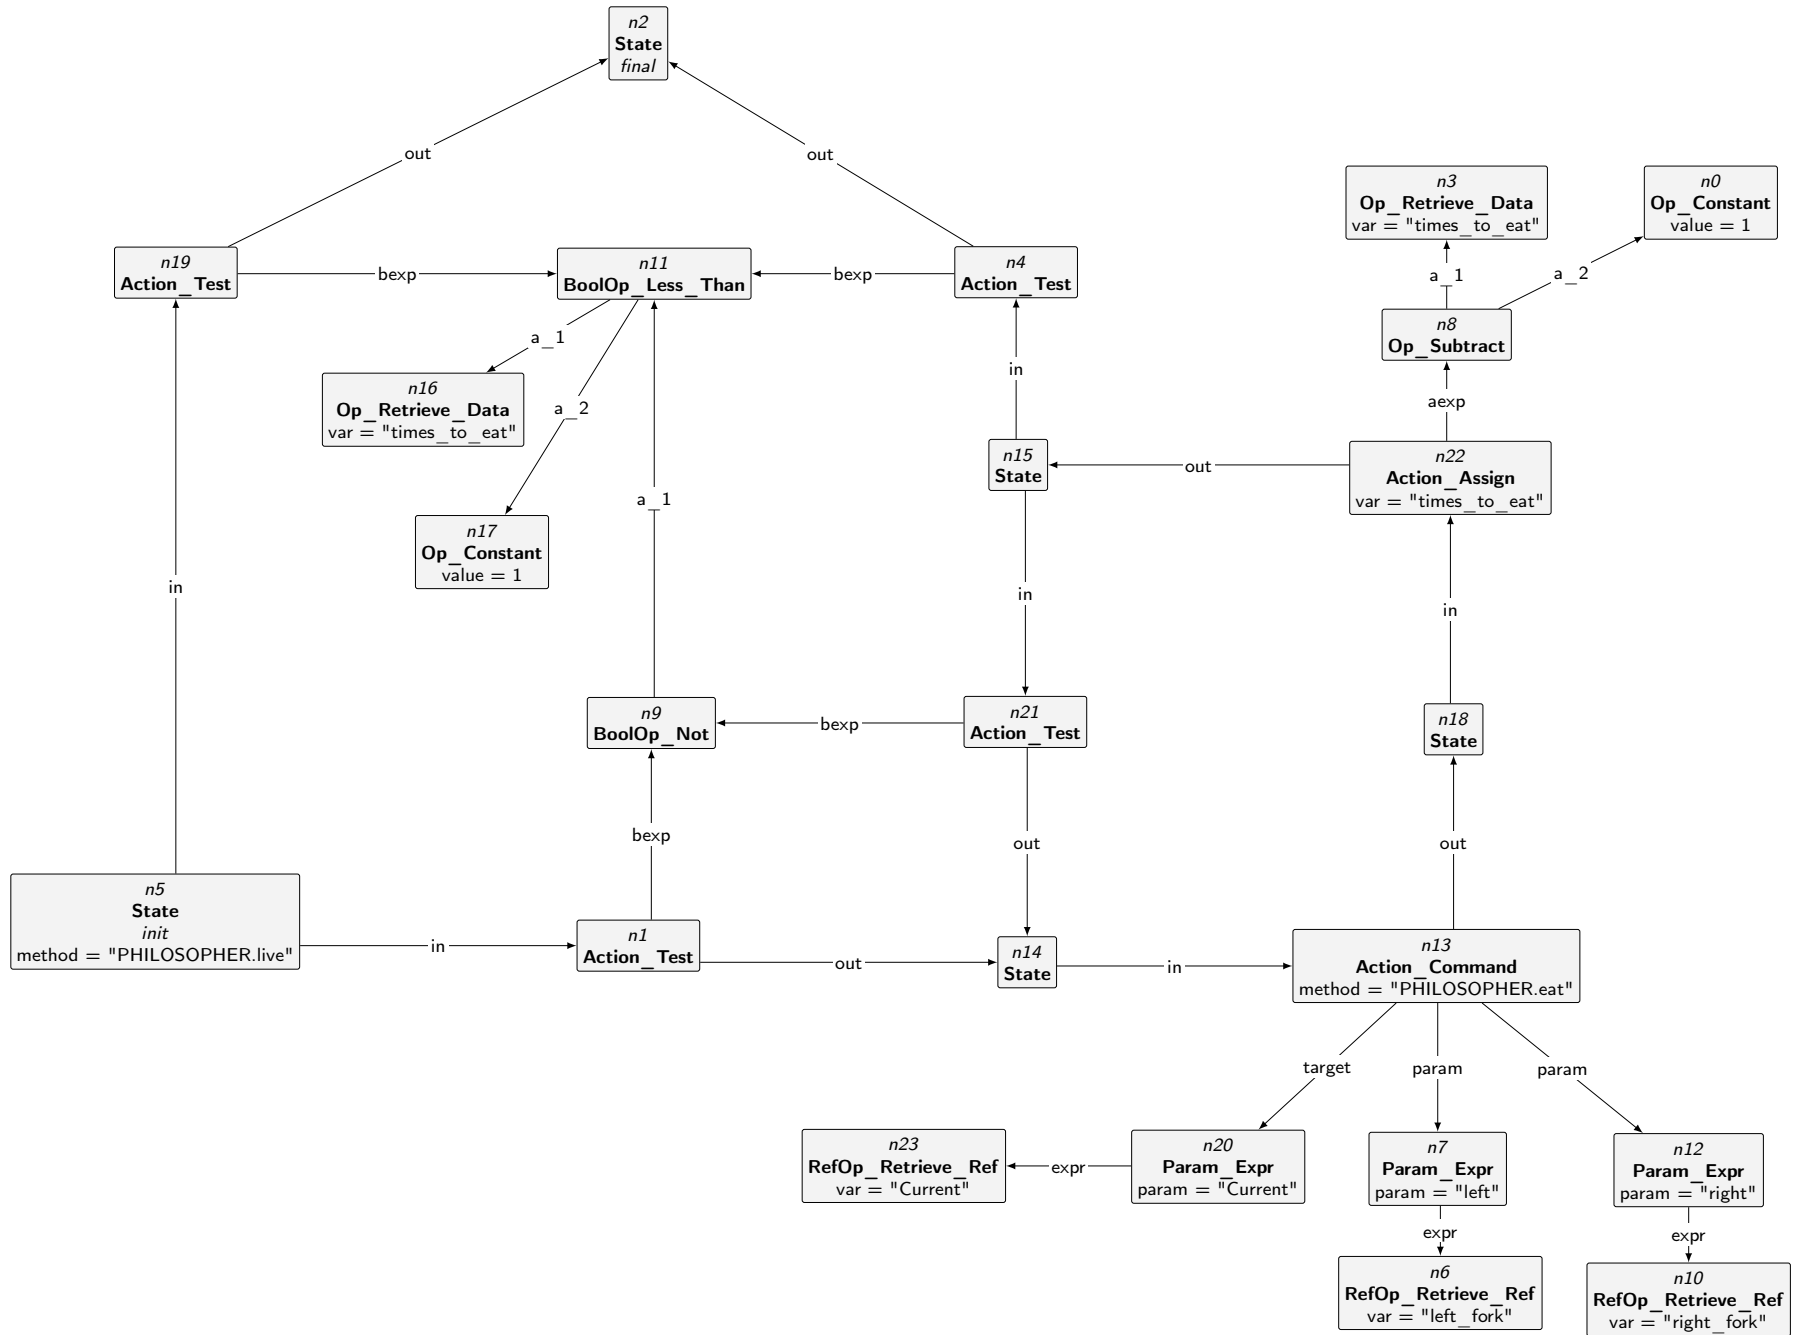 n2
State
final
out
out
n3
Op_Retrieve_Data
var = "times_to_eat"
n0
Op_Constant
value = 1
n19
Action_Test
bexp
n11
BoolOp_Less_Than
bexp
n4
Action_Test
a_1
a_2
n8
Op_Subtract
a_1
in
n16
Op_Retrieve_Data
var = "times_to_eat"
a_2
aexp
n15
State
out
n22
Action_Assign
var = "times_to_eat"
a_1
n17
Op_Constant
value = 1
in
in
in
n9
BoolOp_Not
bexp
n21
Action_Test
n18
State
bexp
out
out
n5
State
init
method = "PHILOSOPHER.live"
in
n1
Action_Test
out
n14
State
in
n13
Action_Command
method = "PHILOSOPHER.eat"
target
param
param
n23
RefOp_Retrieve_Ref
var = "Current"
expr
n20
Param_Expr
param = "Current"
n7
Param_Expr
param = "left"
n12
Param_Expr
param = "right"
expr
expr
n6
RefOp_Retrieve_Ref
var = "left_fork"
n10
RefOp_Retrieve_Ref
var = "right_fork"